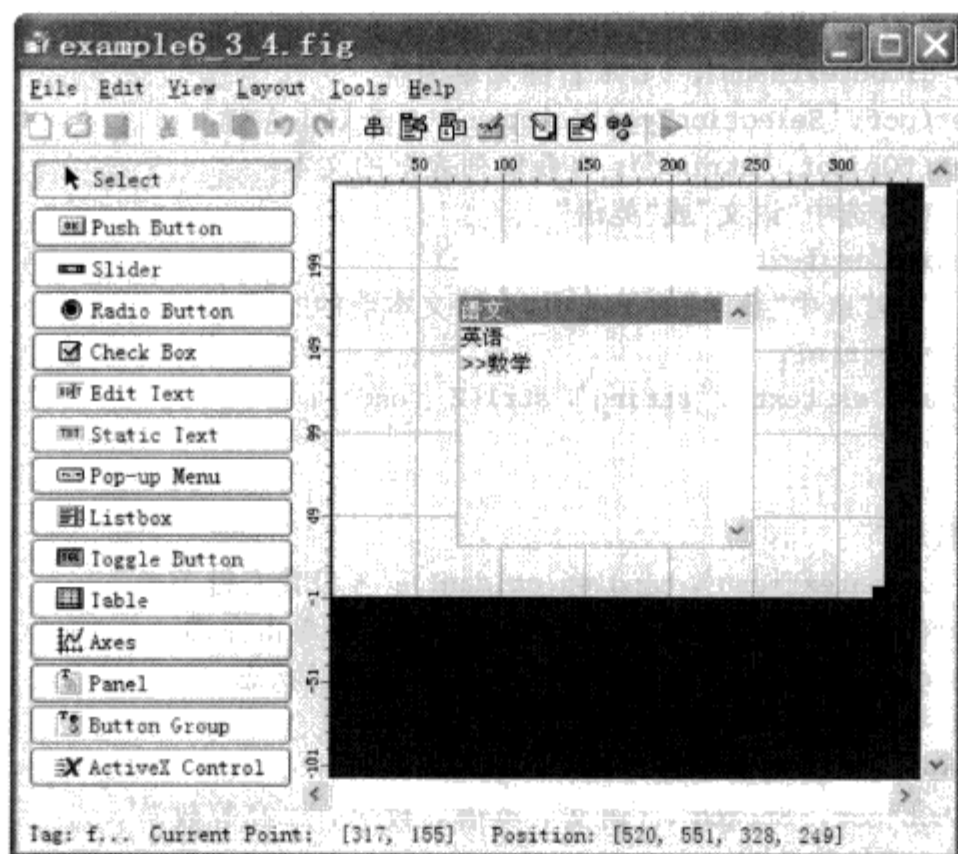 example6_3_4.fig
File Edit View Layout Tools Help
50 100 150 200 250 300
Select
Push Button
Slider
Radio Button
Check Box
Edit Text
Static Text
Pop-up Menu
Listbox
Toggle Button
Table
Axes
Panel
Button Group
ActiveX Control
199
149
99
49
-1
-51
-101
语文
英语
>>数学
Tag: f... Current Point: [317, 155] Position: [520, 551, 328, 249]